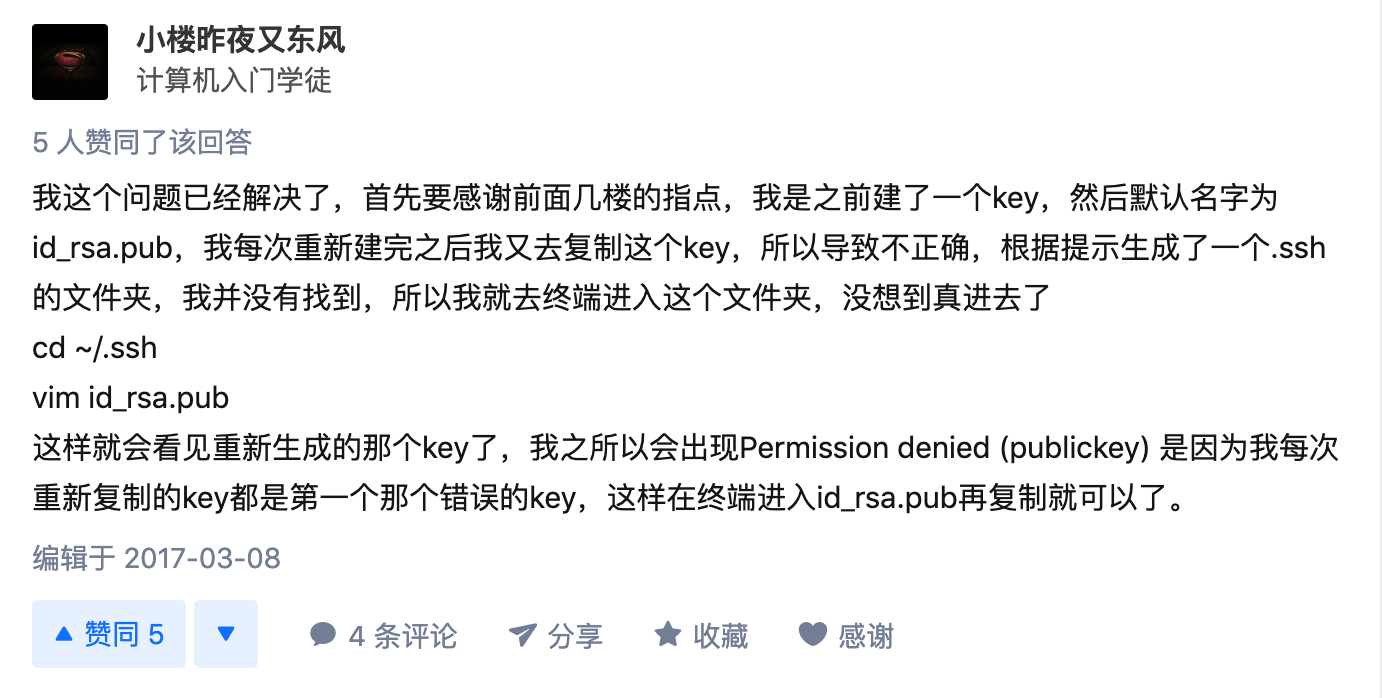 小楼昨夜又东风
计算机入门学徒
5 人赞同了该回答
我这个问题已经解决了，首先要感谢前面几楼的指点，我是之前建了一个key，然后默认名字为
id_rsa.pub，我每次重新建完之后我又去复制这个key，所以导致不正确，根据提示生成了一个.ssh
的文件夹，我并没有找到，所以我就去终端进入这个文件夹，没想到真进去了
cd ~/.ssh
vim id_rsa.pub
这样就会看见重新生成的那个key了，我之所以会出现Permission denied (publickey) 是因为我每次
重新复制的key都是第一个那个错误的key，这样在终端进入id_rsa.pub再复制就可以了。
编辑于 2017-03-08
赞同 5 4 条评论 分享 收藏 感谢